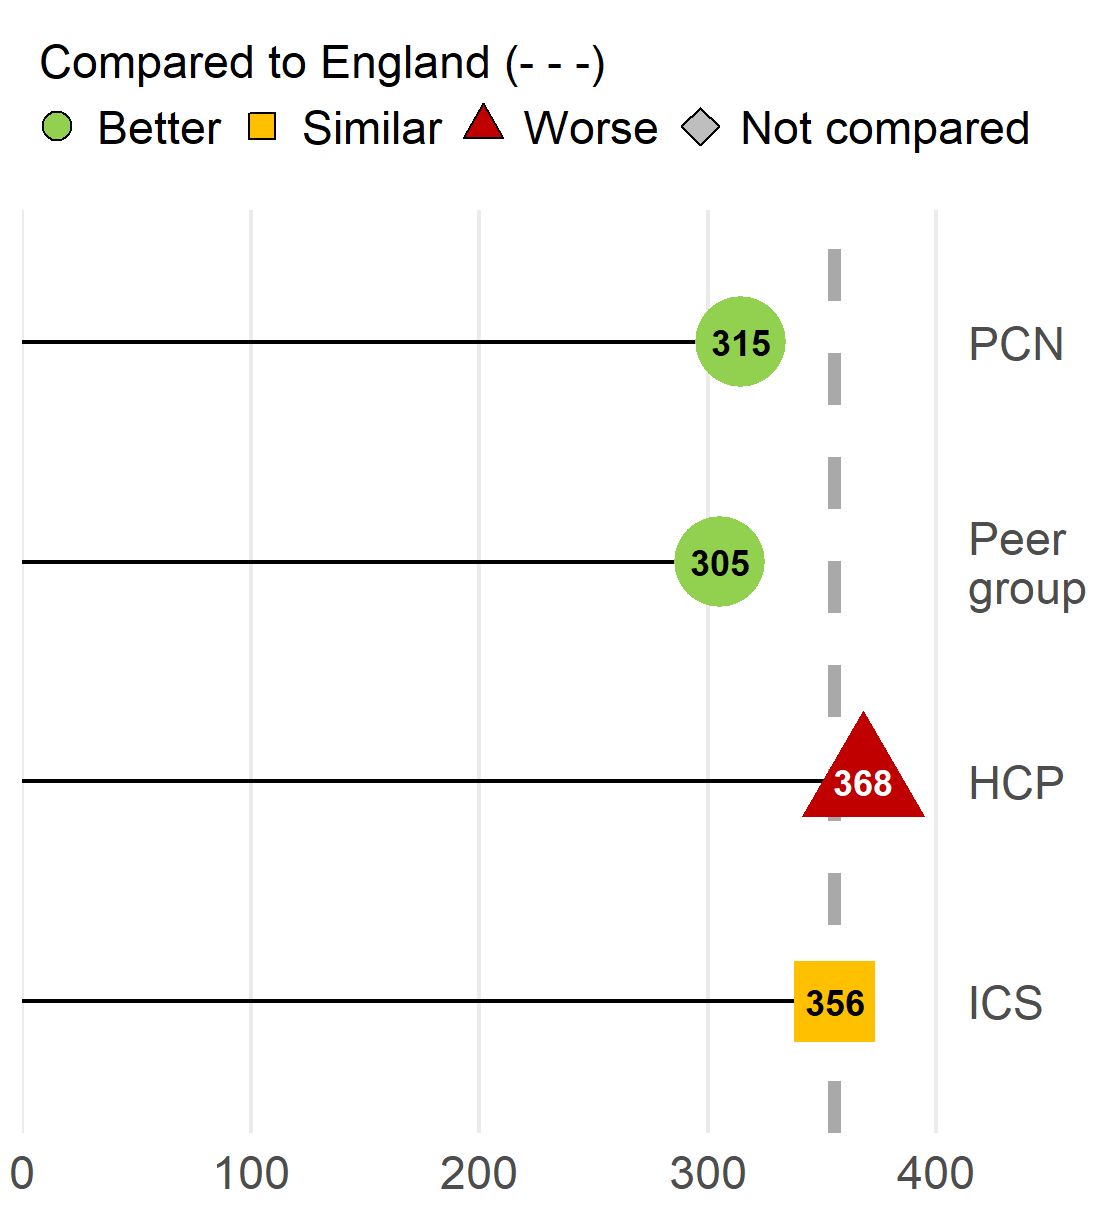 Compared to England (- - -)
Better Similar Worse Not compared
315 PCN
305 Peer
group
368 HCP
356 ICS
0 100 200 300 400